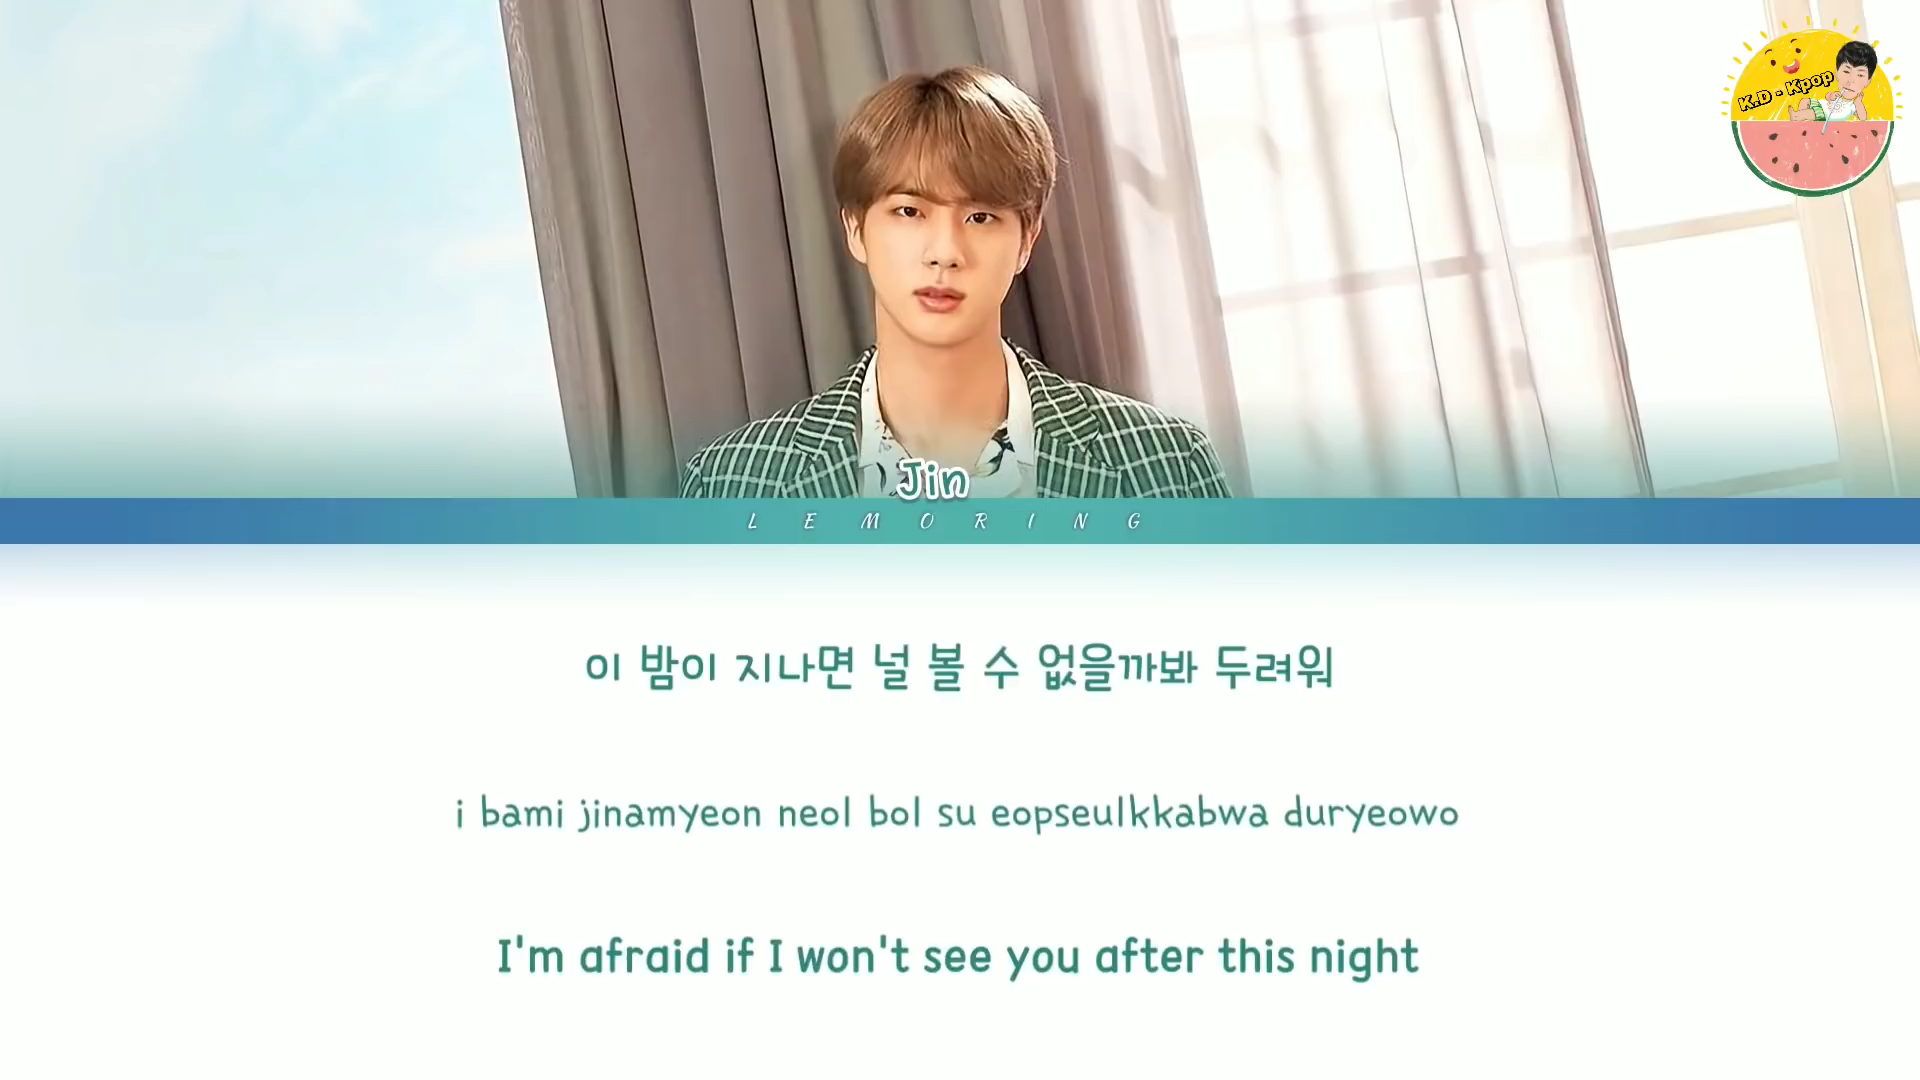 K.D - Kpop
Jin
LEMORING
이 밤이 지나면 널 볼 수 없을까봐 두려워
i bami jinamyeon neol bol su eopseulkkabwa duryeowo
I'm afraid if I won't see you after this night